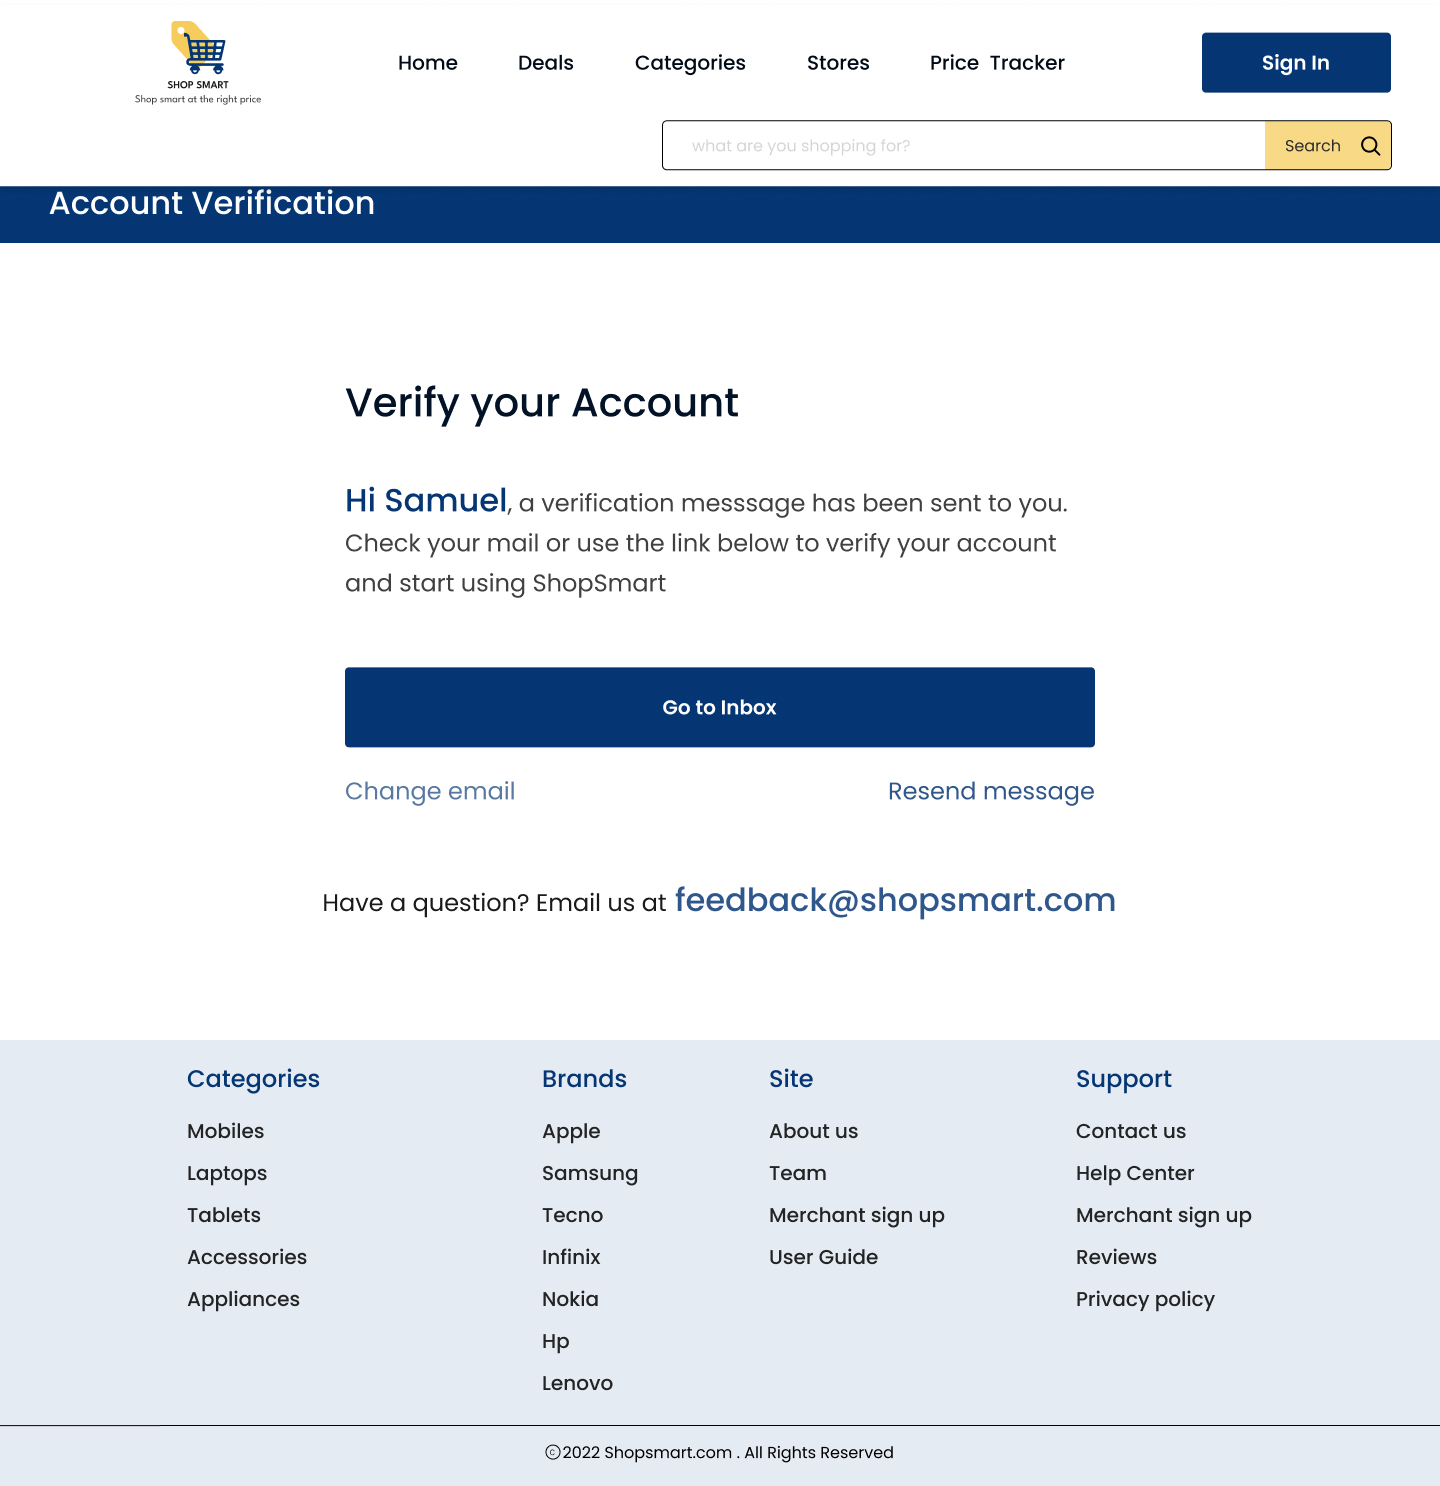 SHOP SMART
Shop smart at the right price
Home Deals Categories Stores Price Tracker
Sign In
what are you shopping for?
Search
Account Verification
Verify your Account
Hi Samuel, a verification messsage has been sent to you.
Check your mail or use the link below to verify your account
and start using ShopSmart
Go to Inbox
Change email
Resend message
Have a question? Email us at feedback@shopsmart.com
Categories
Mobiles
Laptops
Tablets
Accessories
Appliances
Brands
Apple
Samsung
Tecno
Infinix
Nokia
Hp
Lenovo
Site
About us
Team
Merchant sign up
User Guide
Support
Contact us
Help Center
Merchant sign up
Reviews
Privacy policy
©2022 Shopsmart.com . All Rights Reserved